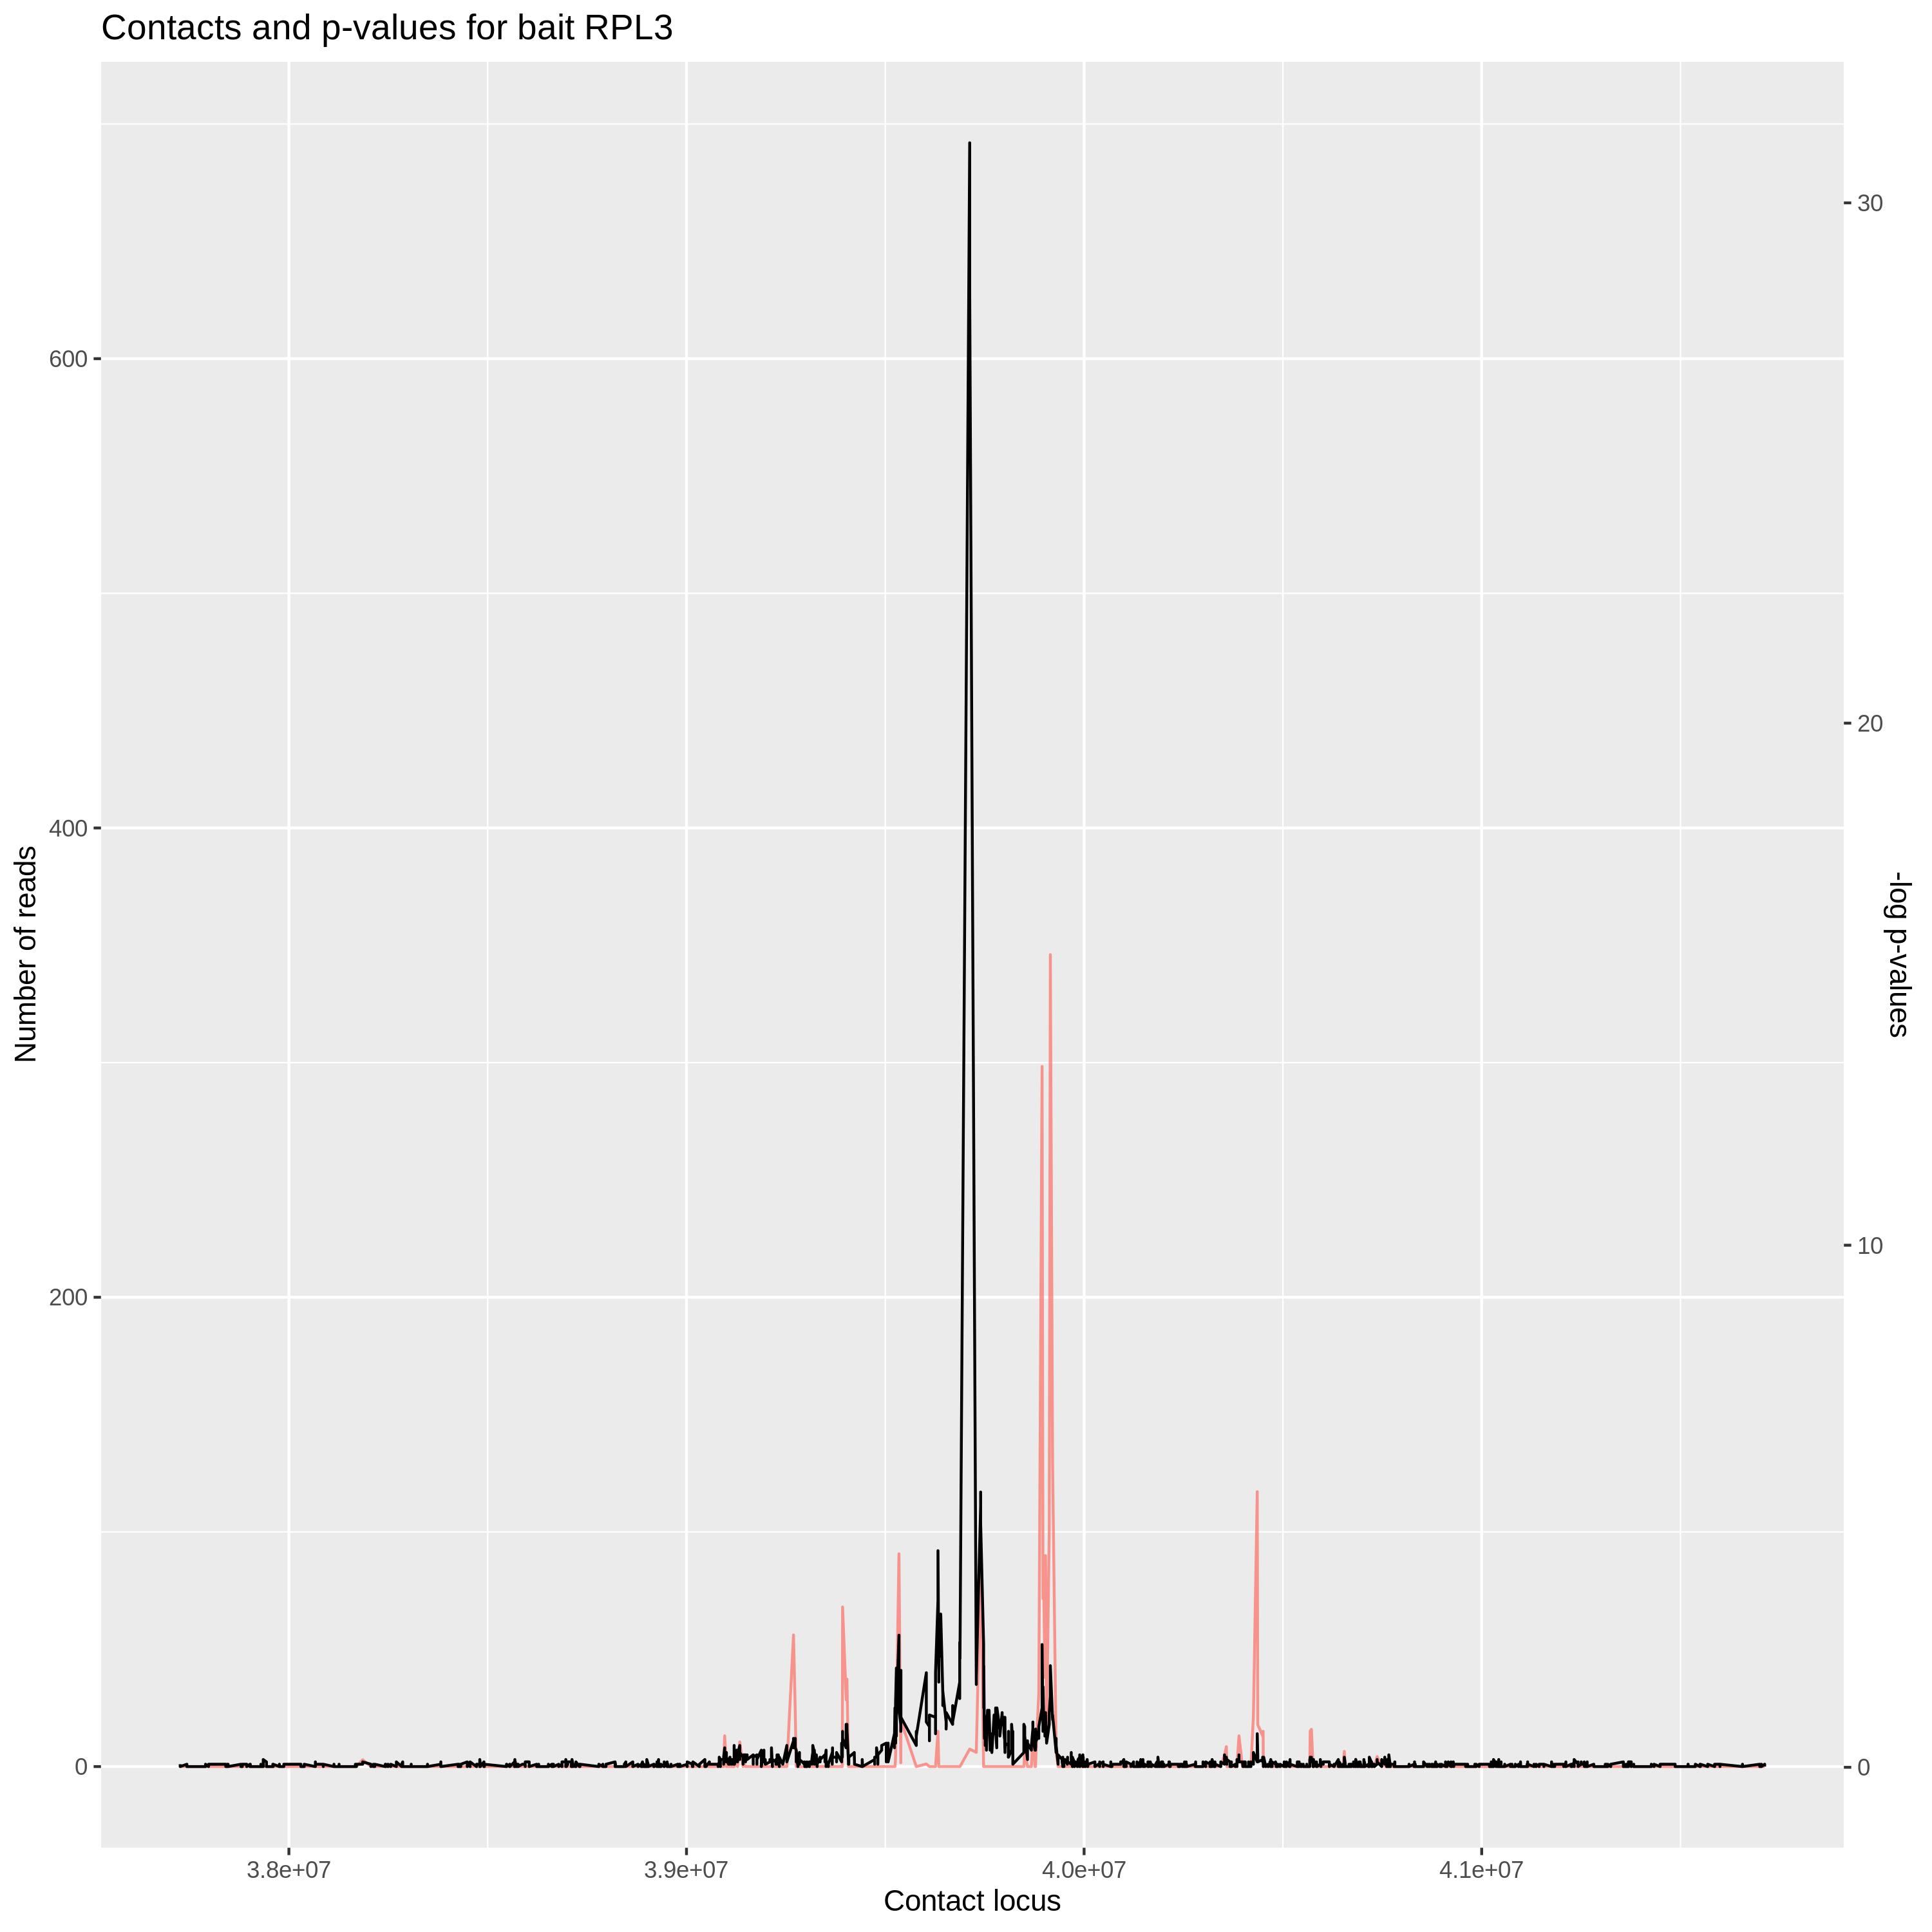 Contacts and p-values for bait RPL3
Number of reads
600
400
200
0
30
20
10
0
-log p-values
3.8e+07
3.9e+07
4.0e+07
4.1e+07
Contact locus